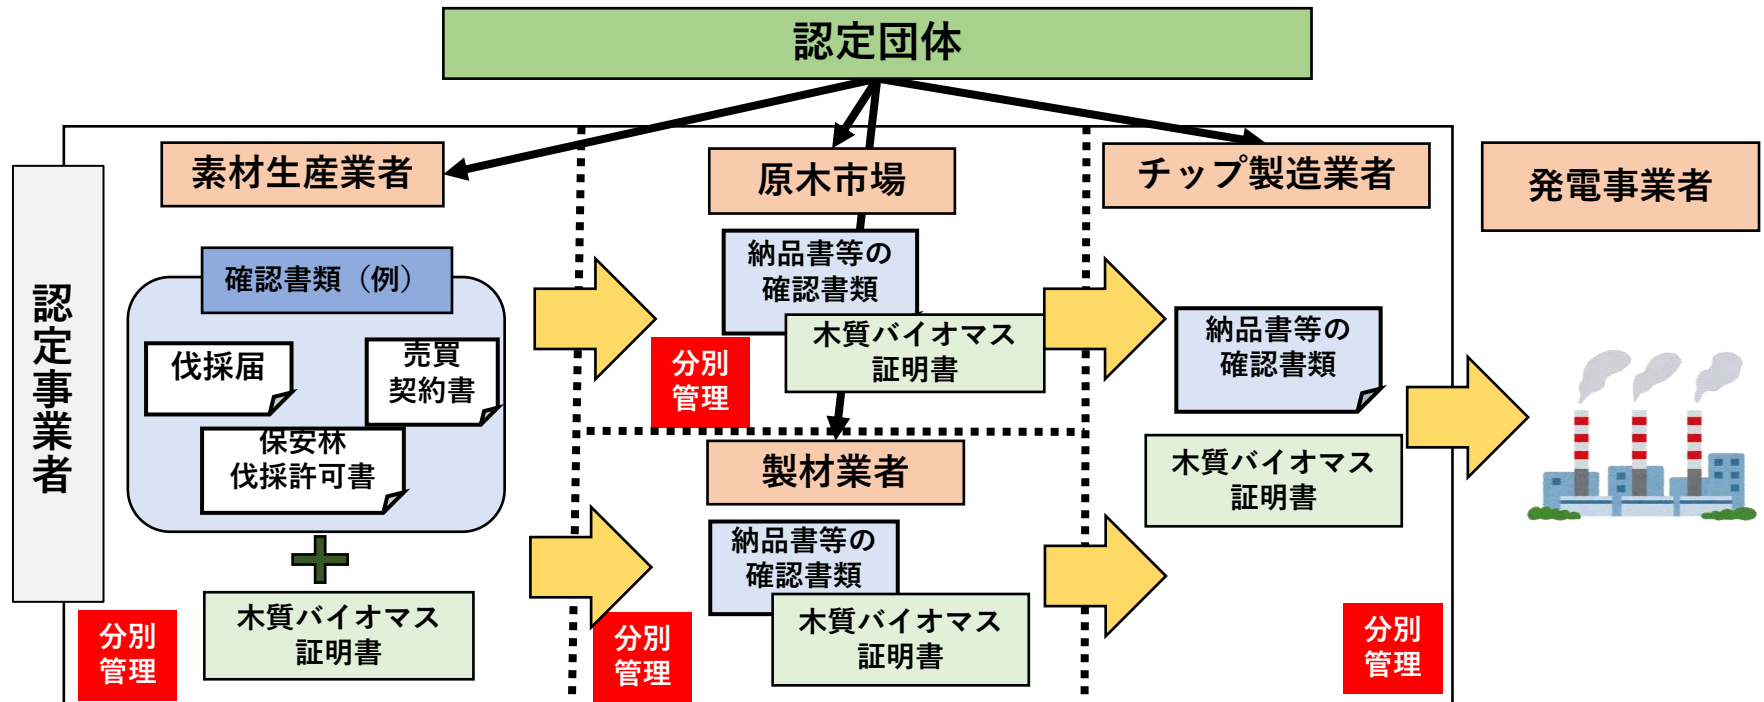 認定団体
認定事業者
素材生産業者
確認書類（例）
伐採届
売買
契約書
保安林
伐採許可書
木質バイオマス
証明書
分別
管理
原木市場
納品書等の
確認書類
木質バイオマス
証明書
分別
管理
製材業者
納品書等の
確認書類
木質バイオマス
証明書
分別
管理
チップ製造業者
納品書等の
確認書類
木質バイオマス
証明書
分別
管理
発電事業者